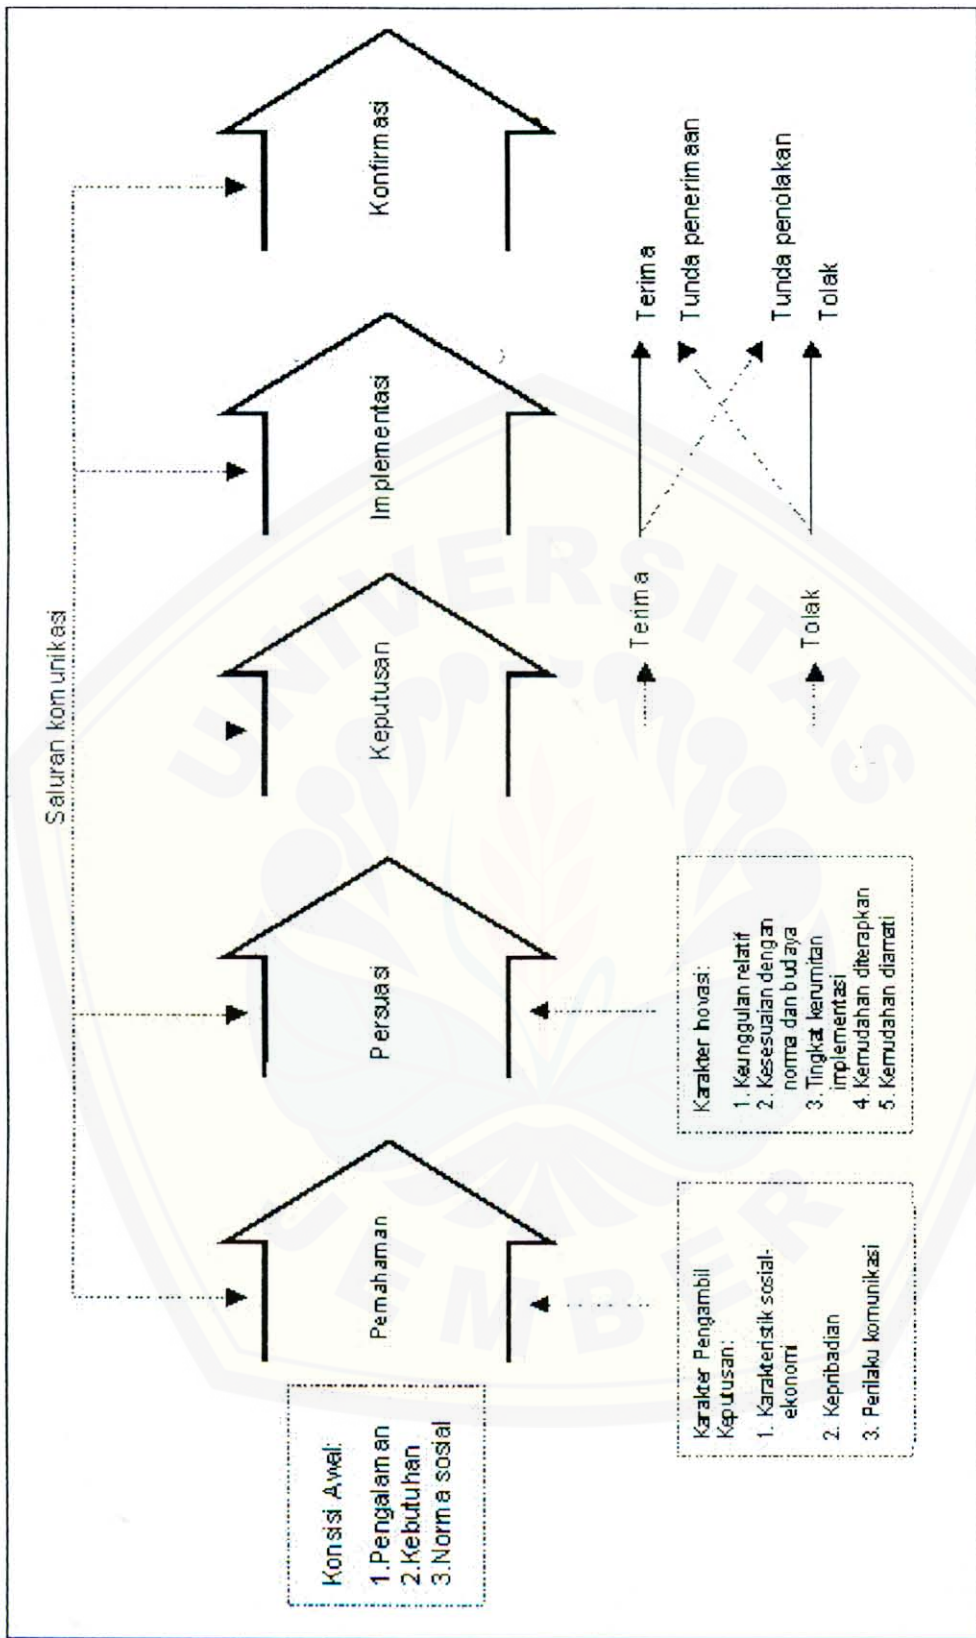 Saluran komunikasi
Konsisi Awal:
1.Pengalaman
2.Kebutuhan
3.Norma sosial
Pemahaman
Persuasi
Keputusan
Implementasi
Konfirmasi
Karakter Pengambil
Keputusan:
1. Karakteristik sosial-
ekonomi
2. Kepribadian
3. Perilaku komunikasi
Karakter Inovasi:
1. Keunggulan relatif
2. Kesesuaian dengan
norma dan budaya
3. Tingkat kerumitan
implementasi
4. Kemudahan diterapkan
5. Kemudahan diamati
Terima
Tolak
Terima
Tunda penerimaan
Tunda penolakan
Tolak
UNIVERSITAS
JEMBER